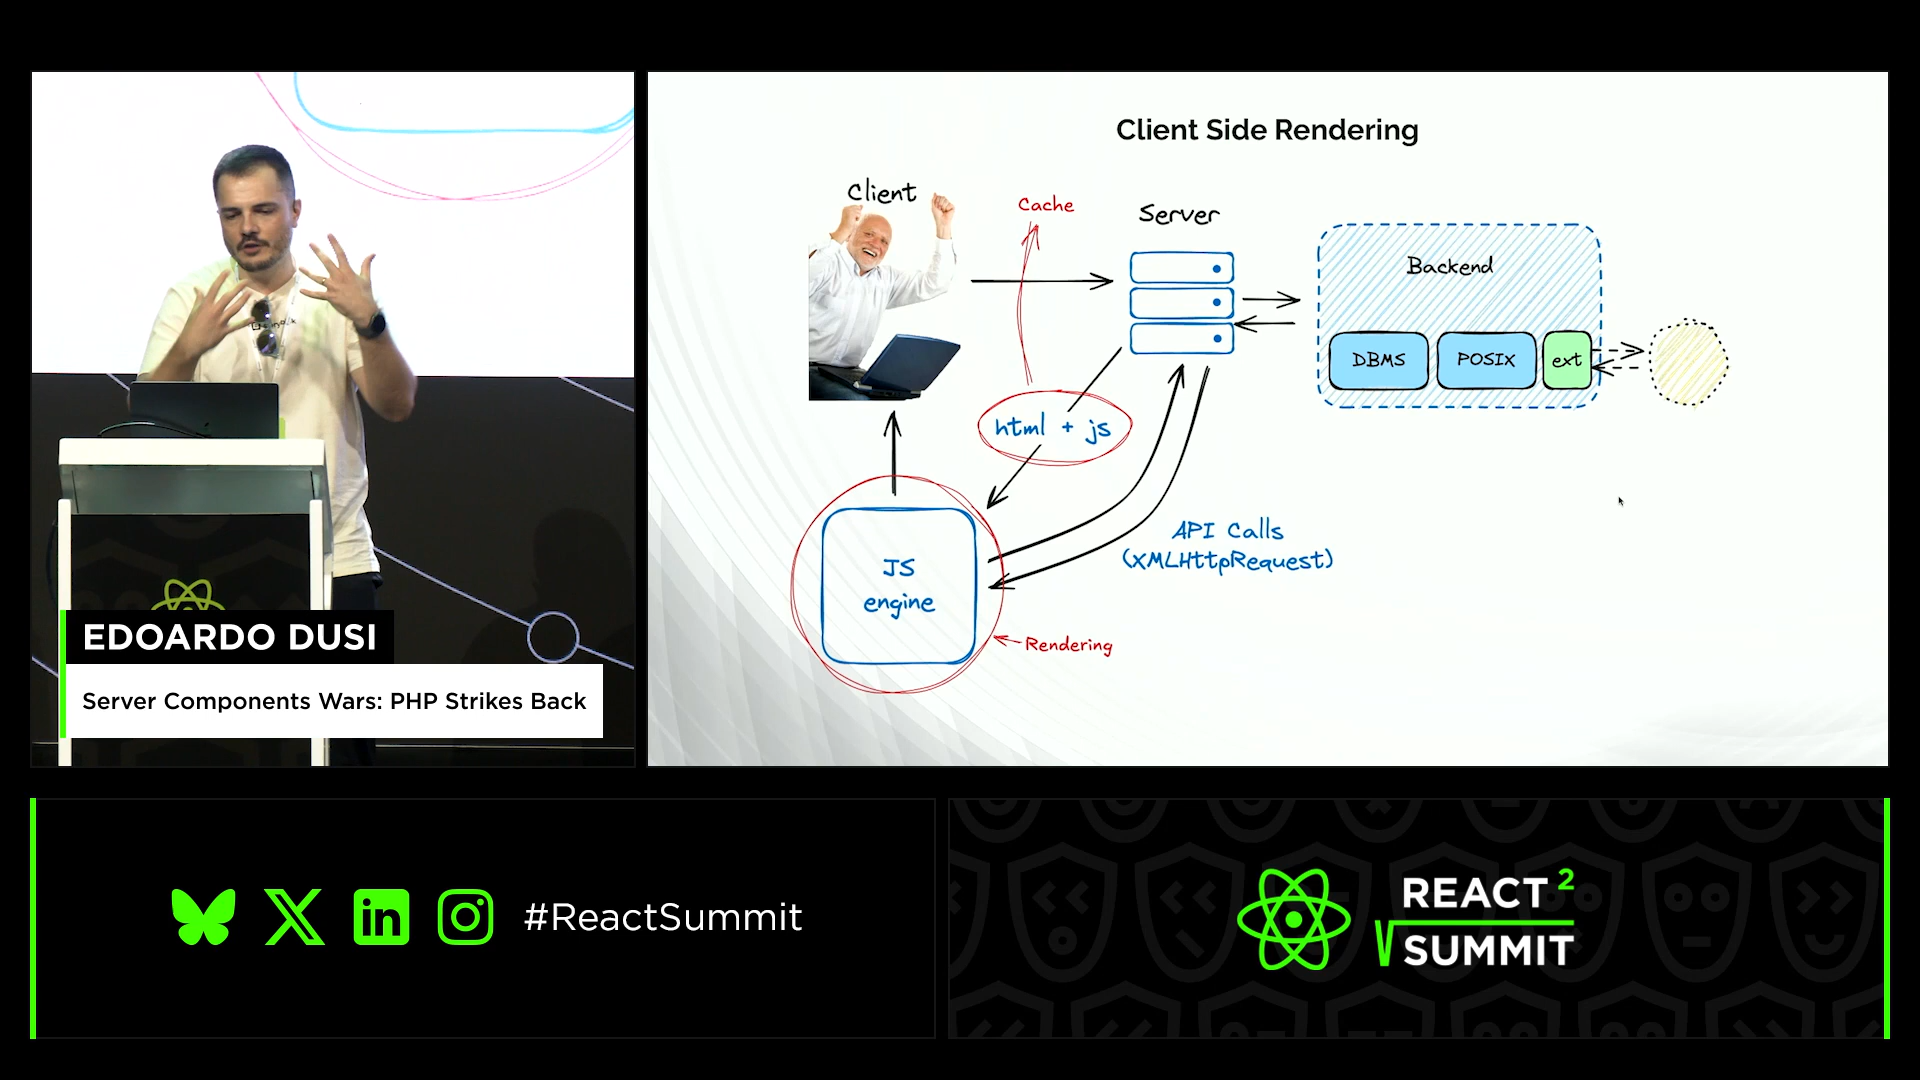 Client Side Rendering
Client
Cache
Server
Backend
DBMS
POSIX
ext
html + js
API Calls
(XMLHttpRequest)
JS
engine
Rendering
EDOARDO DUSI
Server Components Wars: PHP Strikes Back
#ReactSummit
REACT 2
SUMMIT